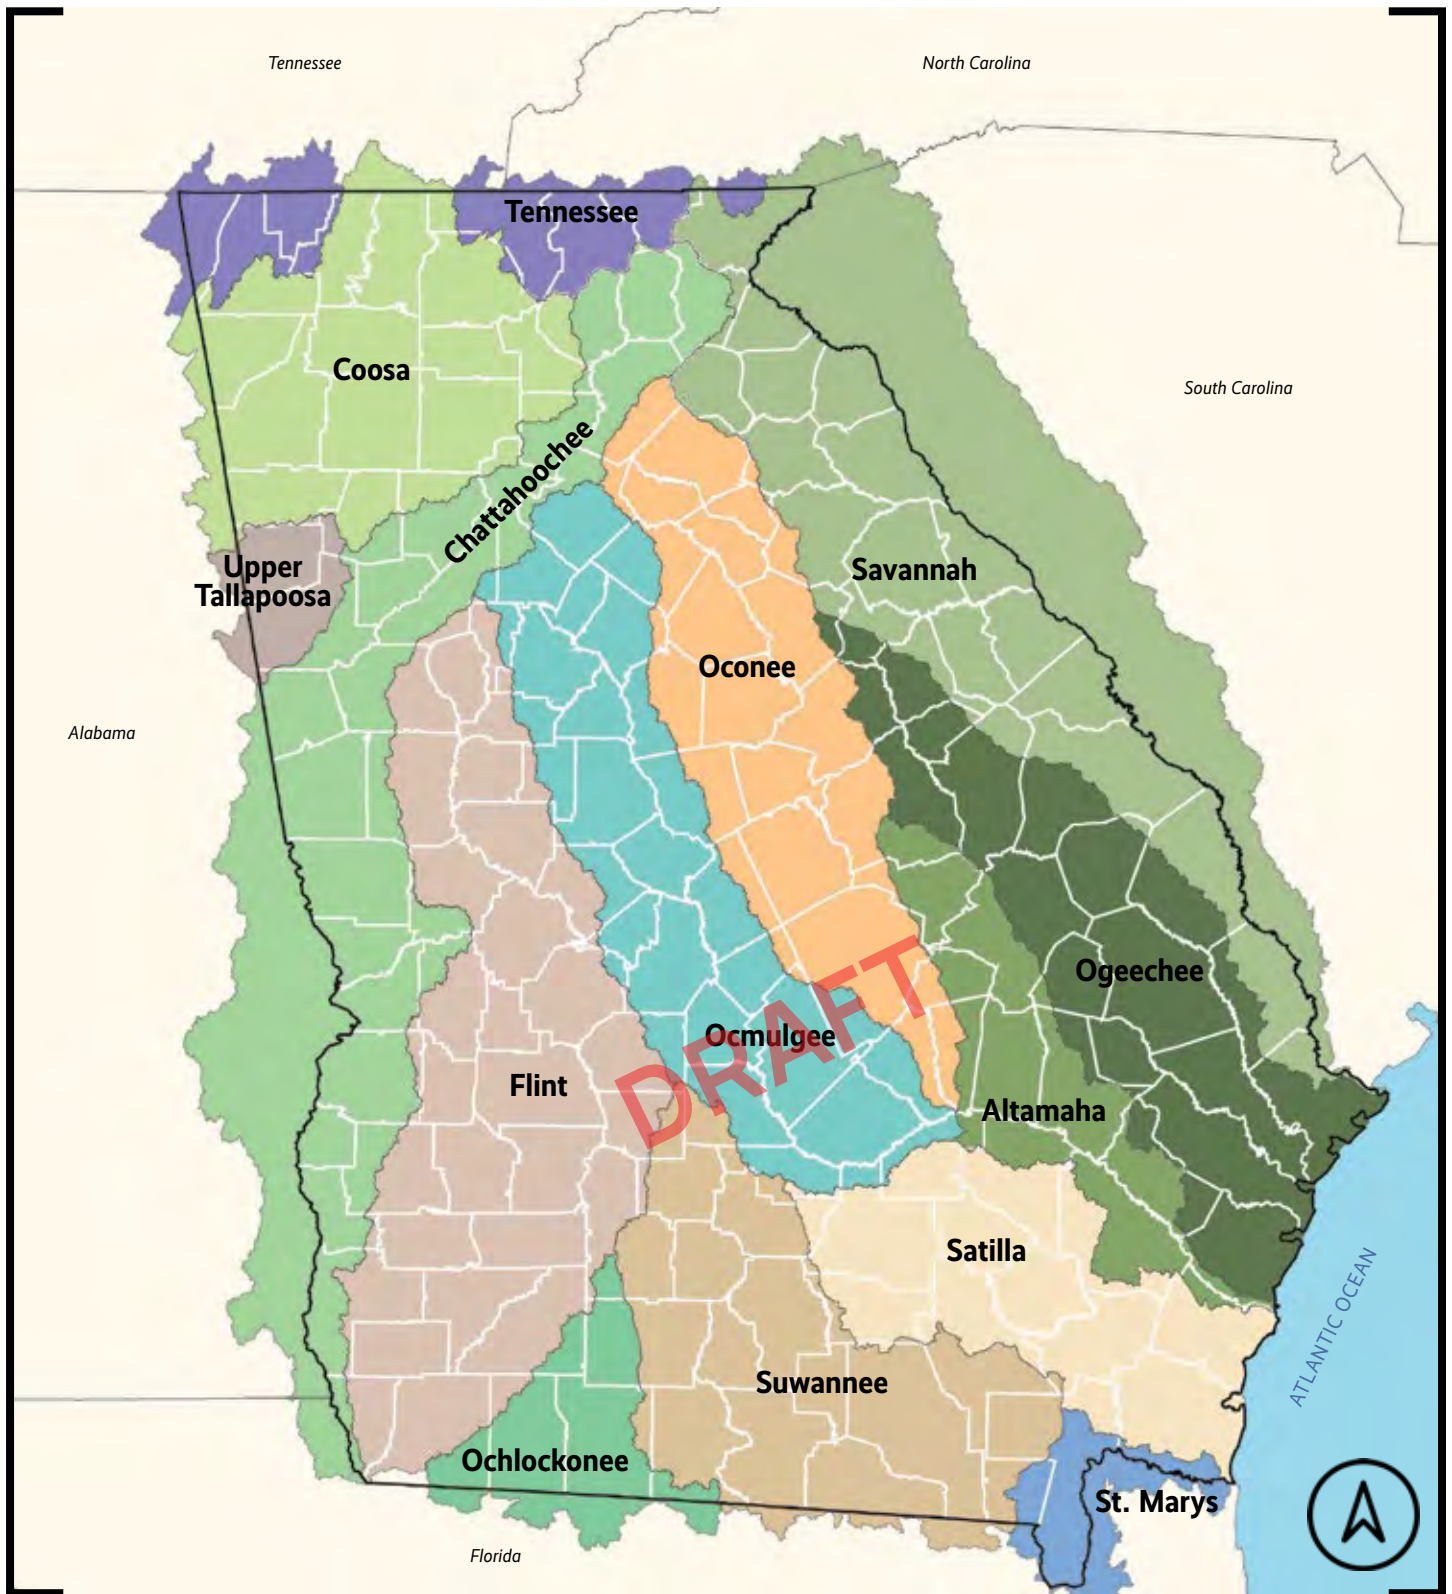 Tennessee
North Carolina
Tennessee
Coosa
South Carolina
Chattahoochee
Upper
Tallapoosa
Savannah
Oconee
Alabama
Ogeechee
DRAFT
Ocmulgee
Flint
Altamaha
Satilla
ATLANTIC OCEAN
Suwannee
Ochlockonee
St. Marys
Florida